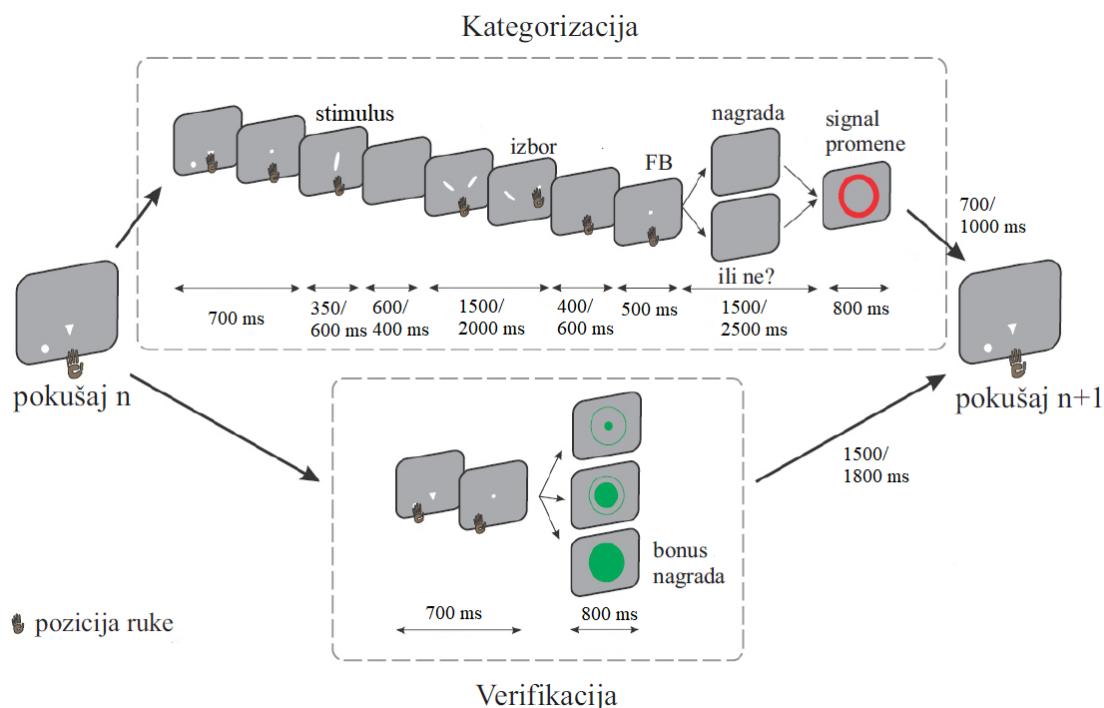 Kategorizacija
stimulus
izbor
FB
nagrada
signal
promene
ili ne?
700 ms
350/
600 ms
600/
400 ms
1500/
2000 ms
400/
600 ms
500 ms
1500/
2500 ms
800 ms
700/
1000 ms
pokušaj n
pokušaj n+1
1500/
1800 ms
bonus
nagrada
700 ms
800 ms
pozicija ruke
Verifikacija